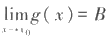 lim g(x) = B
x→x₀